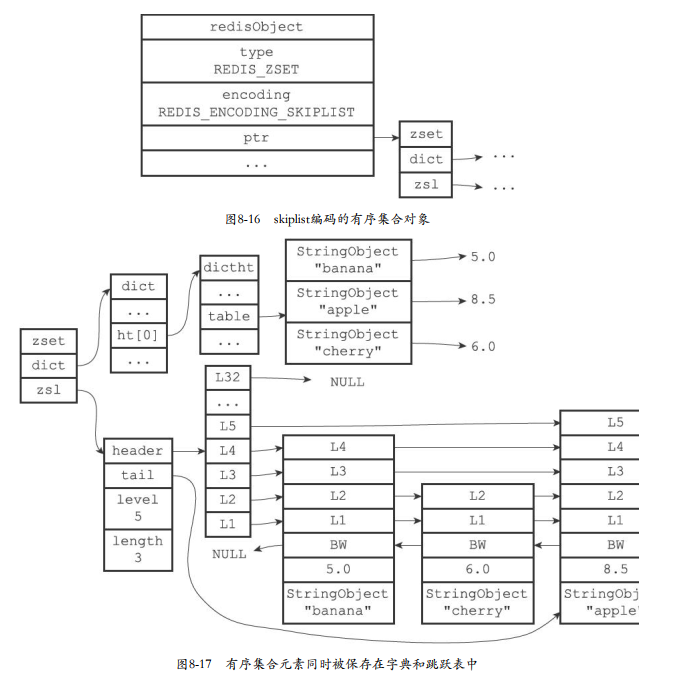 redisObject
type
REDIS_ZSET
encoding
REDIS_ENCODING_SKIPLIST
ptr
...
zset
dict
...
zsl
...
图8-16 skiplist编码的有序集合对象
zset
dict
zsl
dict
...
ht[0]
...
dictht
...
table
...
StringObject
"banana"
5.0
StringObject
"apple"
8.5
StringObject
"cherry"
6.0
header
tail
level
5
length
3
L32
NULL
...
L5
L4
L3
L2
L1
NULL
L4
L3
L2
L1
BW
5.0
StringObject
"banana"
L2
L1
BW
6.0
StringObject
"cherry"
L5
L4
L3
L2
L1
BW
8.5
StringObj
"apple"
图8-17 有序集合元素同时被保存在字典和跳跃表中